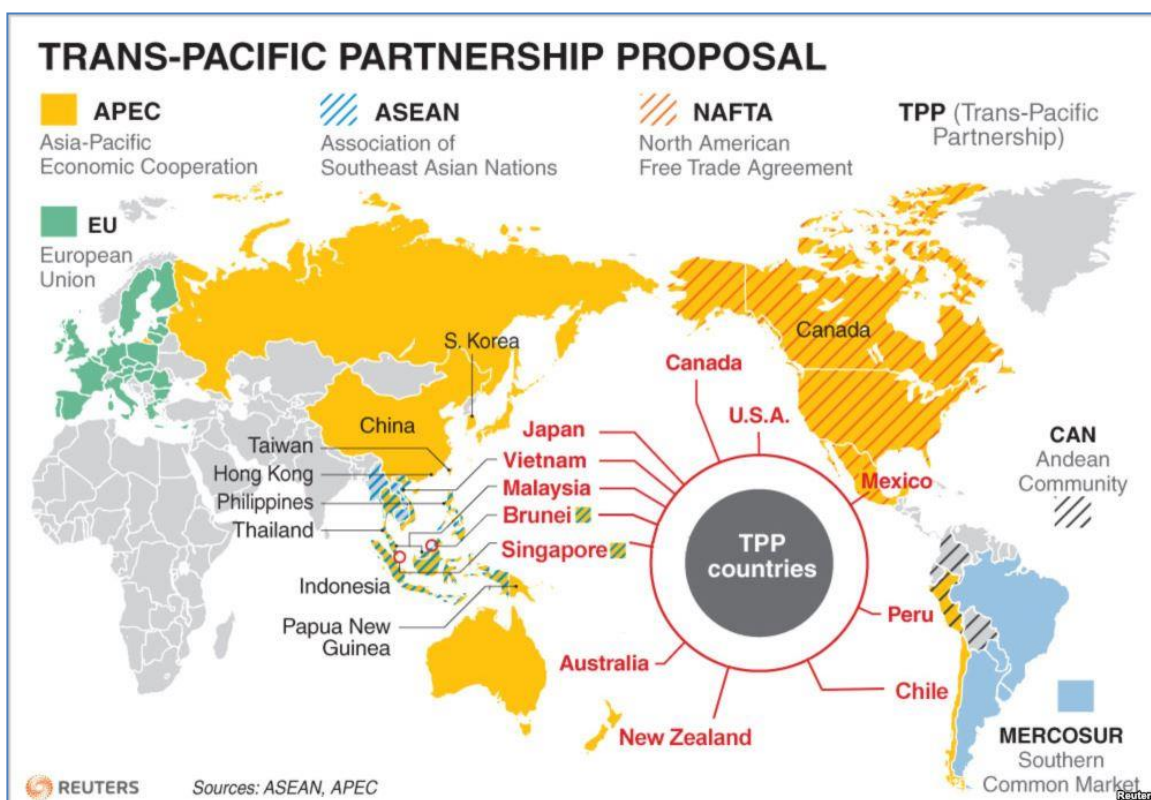 TRANS-PACIFIC PARTNERSHIP PROPOSAL
APEC
Asia-Pacific
Economic Cooperation
ASEAN
Association of
Southeast Asian Nations
NAFTA
North American
Free Trade Agreement
TPP (Trans-Pacific
Partnership)
EU
European
Union
S. Korea
China
Taiwan
Hong Kong
Philippines
Thailand
Indonesia
Papua New
Guinea
Canada
Canada
U.S.A.
Japan
Vietnam
Malaysia
Brunei
Singapore
Mexico
TPP
countries
Peru
Chile
Australia
New Zealand
CAN
Andean
Community
MERCOSUR
Southern
Common Market
REUTERS
Sources: ASEAN, APEC